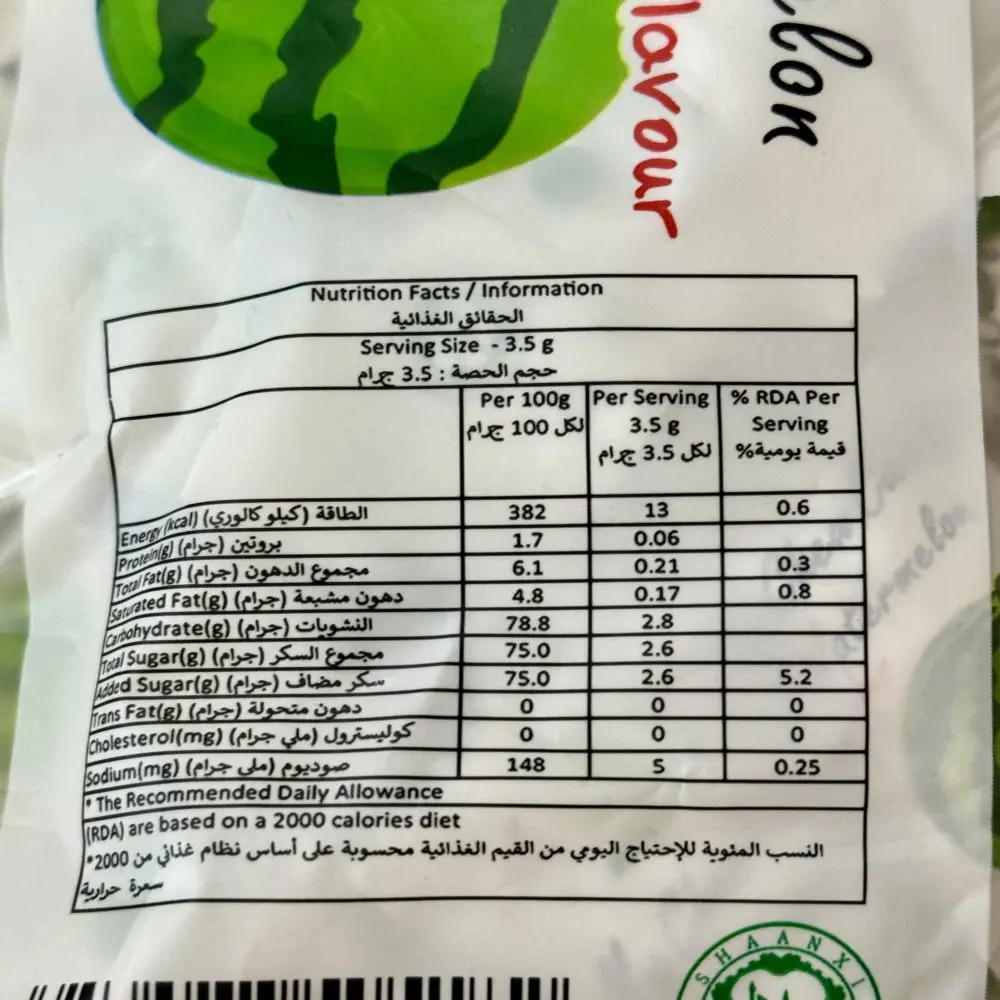 elon
lavour
Nutrition Facts / Information
الحقائق الغذائية
Serving Size - 3.5 g
حجم الحصة : 3.5 جرام
Per 100g Per Serving % RDA Per
3.5 g Serving
لكل 100 جرام لكل 3.5 جرام قيمة يومية%
Energy (kcal) الطاقة (كيلو كالوري) 382 13 0.6
Protein(g) بروتين (جرام) 1.7 0.06
Total Fat(g) مجموع الدهون (جرام) 6.1 0.21 0.3
Saturated Fat(g) دهون مشبعة (جرام) 4.8 0.17 0.8
Carbohydrate(g) النشويات (جرام) 78.8 2.8
Total Sugar(g) مجموع السكر (جرام) 75.0 2.6
Added Sugar(g) سكر مضاف (جرام) 75.0 2.6 5.2
Trans Fat(g) دهون متحولة (جرام) 0 0 0
Cholesterol(mg) كوليسترول (ملي جرام) 0 0 0
Sodium(mg) صوديوم (ملي جرام) 148 5 0.25
* The Recommended Daily Allowance
(RDA) are based on a 2000 calories diet
*النسب المئوية للإحتياج اليومي من القيم الغذائية محسوبة على أساس نظام غذائي من 2000
سعرة حرارية
SHAANXI